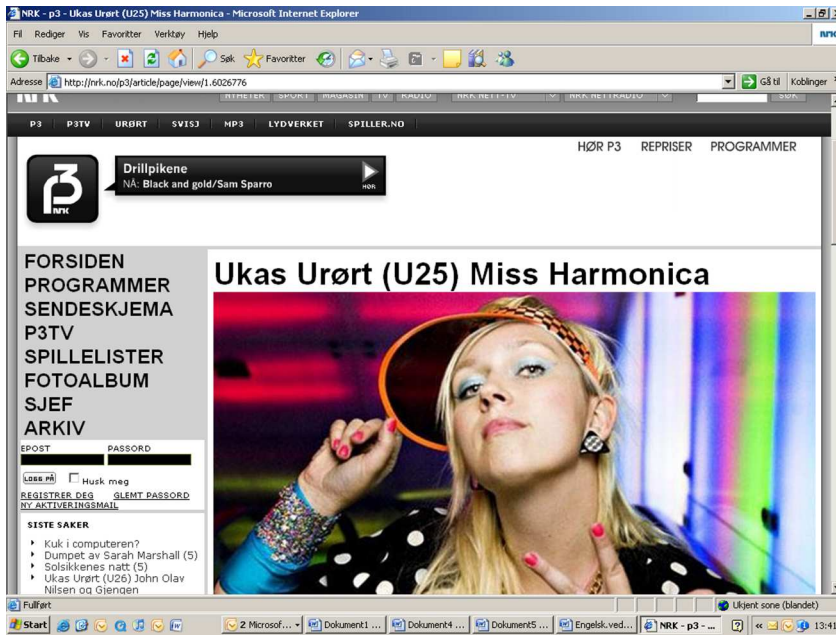 NRK - p3 - Ukas Urørt (U25) Miss Harmonica - Microsoft Internet Explorer
Fil Rediger Vis Favoritter Verktøy Hjelp
Tilbake Søk Favoritter
Adresse http://nrk.no/p3/article/page/view/1.6026776 Gå til Koblinger
NRK NYHETER SPORT MAGASIN TV RADIO NRK NETT-TV NRK NETTRADIO SØK
P3 P3TV URØRT SVISJ MP3 LYDVERKET SPILLER.NO
HØR P3 REPRISER PROGRAMMER
Drillpikene
NÅ: Black and gold/Sam Sparro
HØR
NRK
FORSIDEN
PROGRAMMER
SENDESKJEMA
P3TV
SPILLELISTER
FOTOALBUM
SJEF
ARKIV
Ukas Urørt (U25) Miss Harmonica
EPOST PASSORD
LOGG PÅ Husk meg
REGISTRER DEG GLEMT PASSORD
NY AKTIVERINGSMAIL
SISTE SAKER
Kuk i computeren?
Dumpet av Sarah Marshall (5)
Solsikkenes natt (5)
Ukas Urørt (U26) John Olav
Nilsen og Gjengen
Fullført Ukjent sone (blandet)
Start 2 Microsof... Dokument1 ... Dokument4 ... Dokument5 ... Engelsk.ved... NRK - p3 - ...